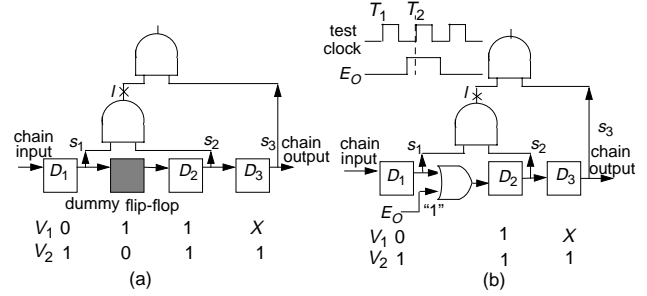 T1 T2
test
clock
EO
I
I
chain
input
s1
s2
s3
chain
output
D1
D2
D3
dummy flip-flop
V1 0 1 1 X
V2 1 0 1 1
(a)
chain
input
s1
s2
s3
chain
output
D1
D2
D3
EO "1"
V1 0 1 X
V2 1 1 1
(b)